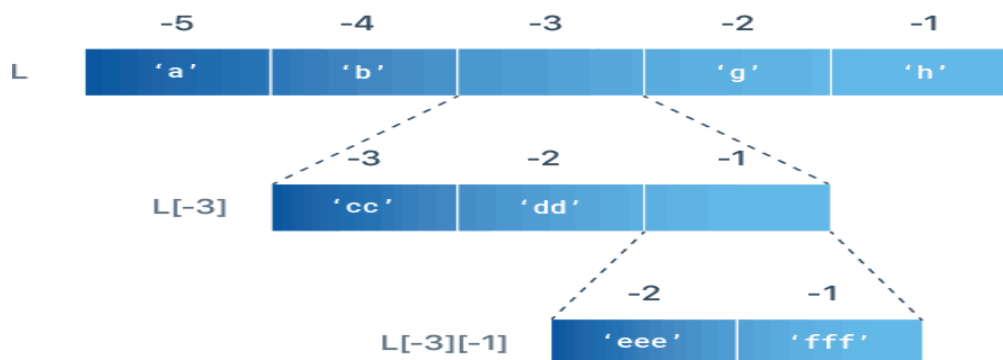 -5 -4 -3 -2 -1
L ‘a’ ‘b’ ‘g’ ‘h’
-3 -2 -1
L[-3] ‘cc’ ‘dd’
-2 -1
L[-3][-1] ‘eee’ ‘fff’